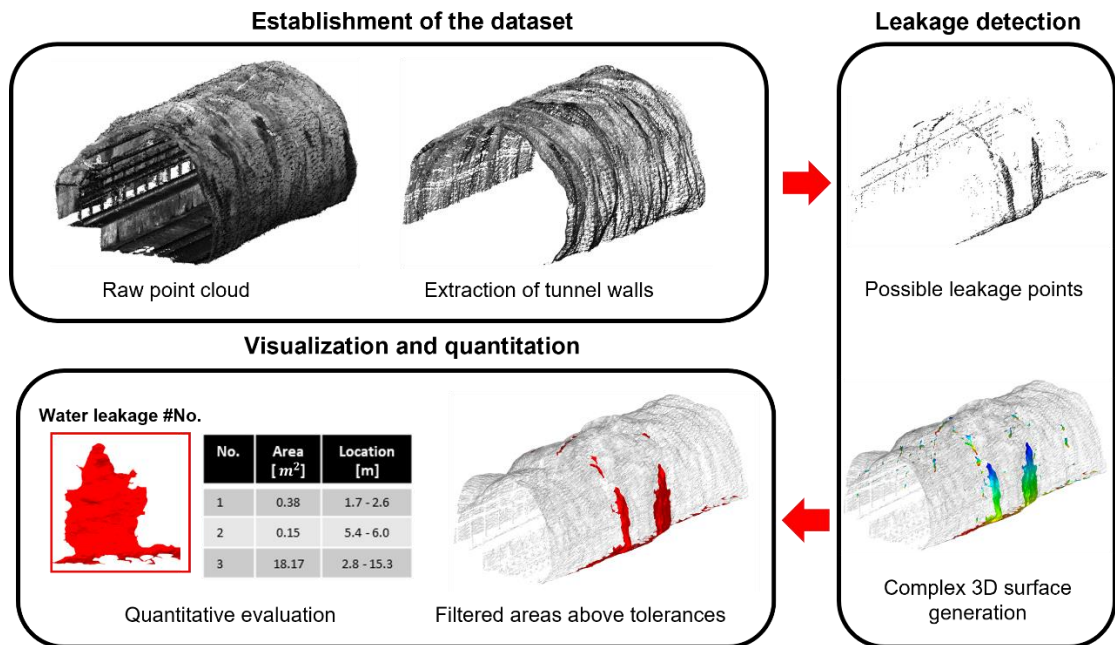 Establishment of the dataset
Leakage detection
Raw point cloud
Extraction of tunnel walls
Possible leakage points
Complex 3D surface
generation
Visualization and quantitation
Water leakage #No.
No. Area Location
[m²] [m]
1 0.38 1.7 - 2.6
2 0.15 5.4 - 6.0
3 18.17 2.8 - 15.3
Quantitative evaluation
Filtered areas above tolerances